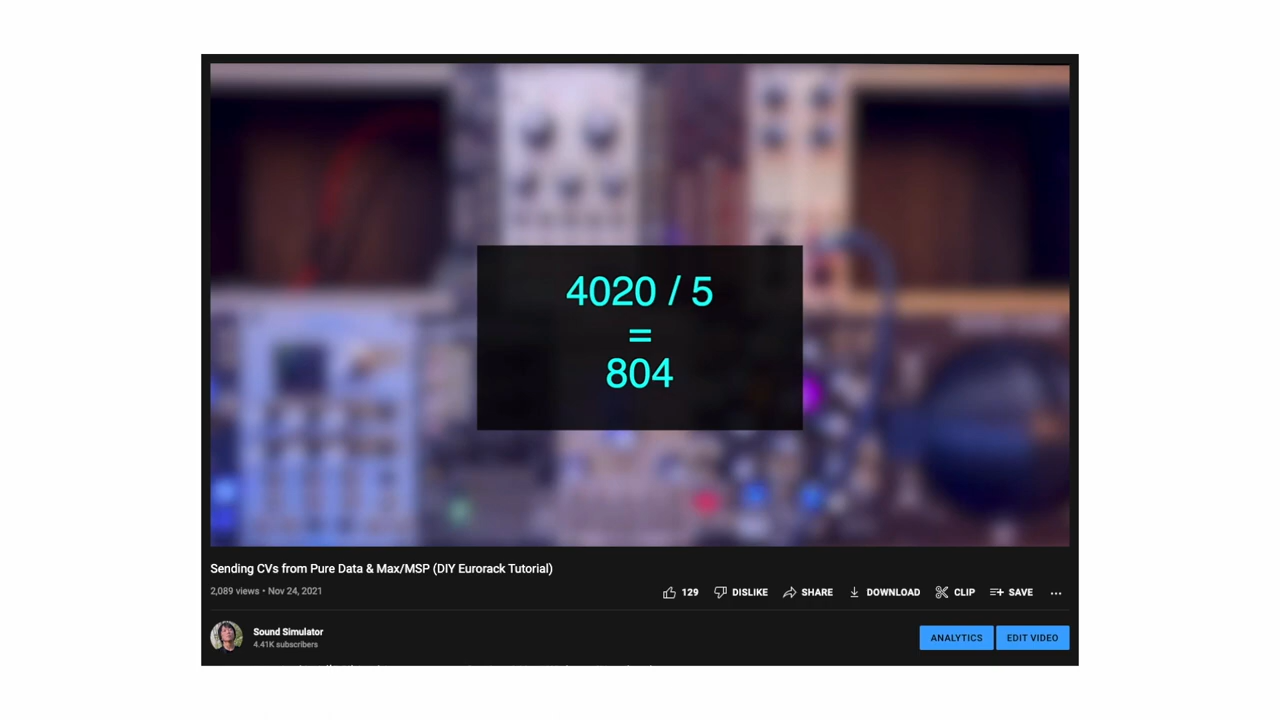 4020 / 5
=
804
Sending CVs from Pure Data & Max/MSP (DIY Eurorack Tutorial)
2,089 views • Nov 24, 2021
129 DISLIKE SHARE DOWNLOAD CLIP SAVE ...
Sound Simulator
4.41K subscribers
ANALYTICS EDIT VIDEO